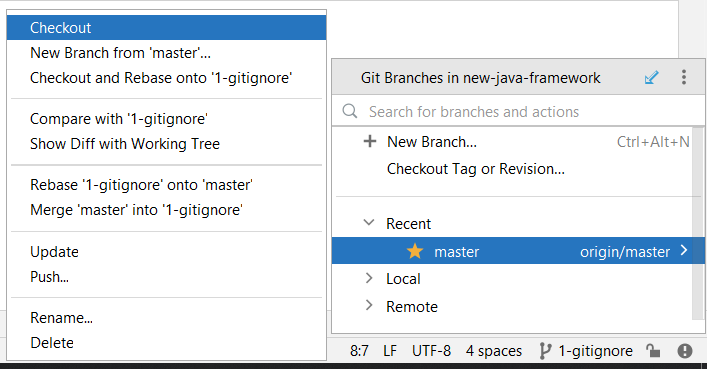 Checkout
New Branch from 'master'...
Checkout and Rebase onto '1-gitignore'
Compare with '1-gitignore'
Show Diff with Working Tree
Rebase '1-gitignore' onto 'master'
Merge 'master' into '1-gitignore'
Update
Push...
Rename...
Delete
Git Branches in new-java-framework
Search for branches and actions
New Branch... Ctrl+Alt+N
Checkout Tag or Revision...
Recent
master origin/master
Local
Remote
8:7 LF UTF-8 4 spaces 1-gitignore